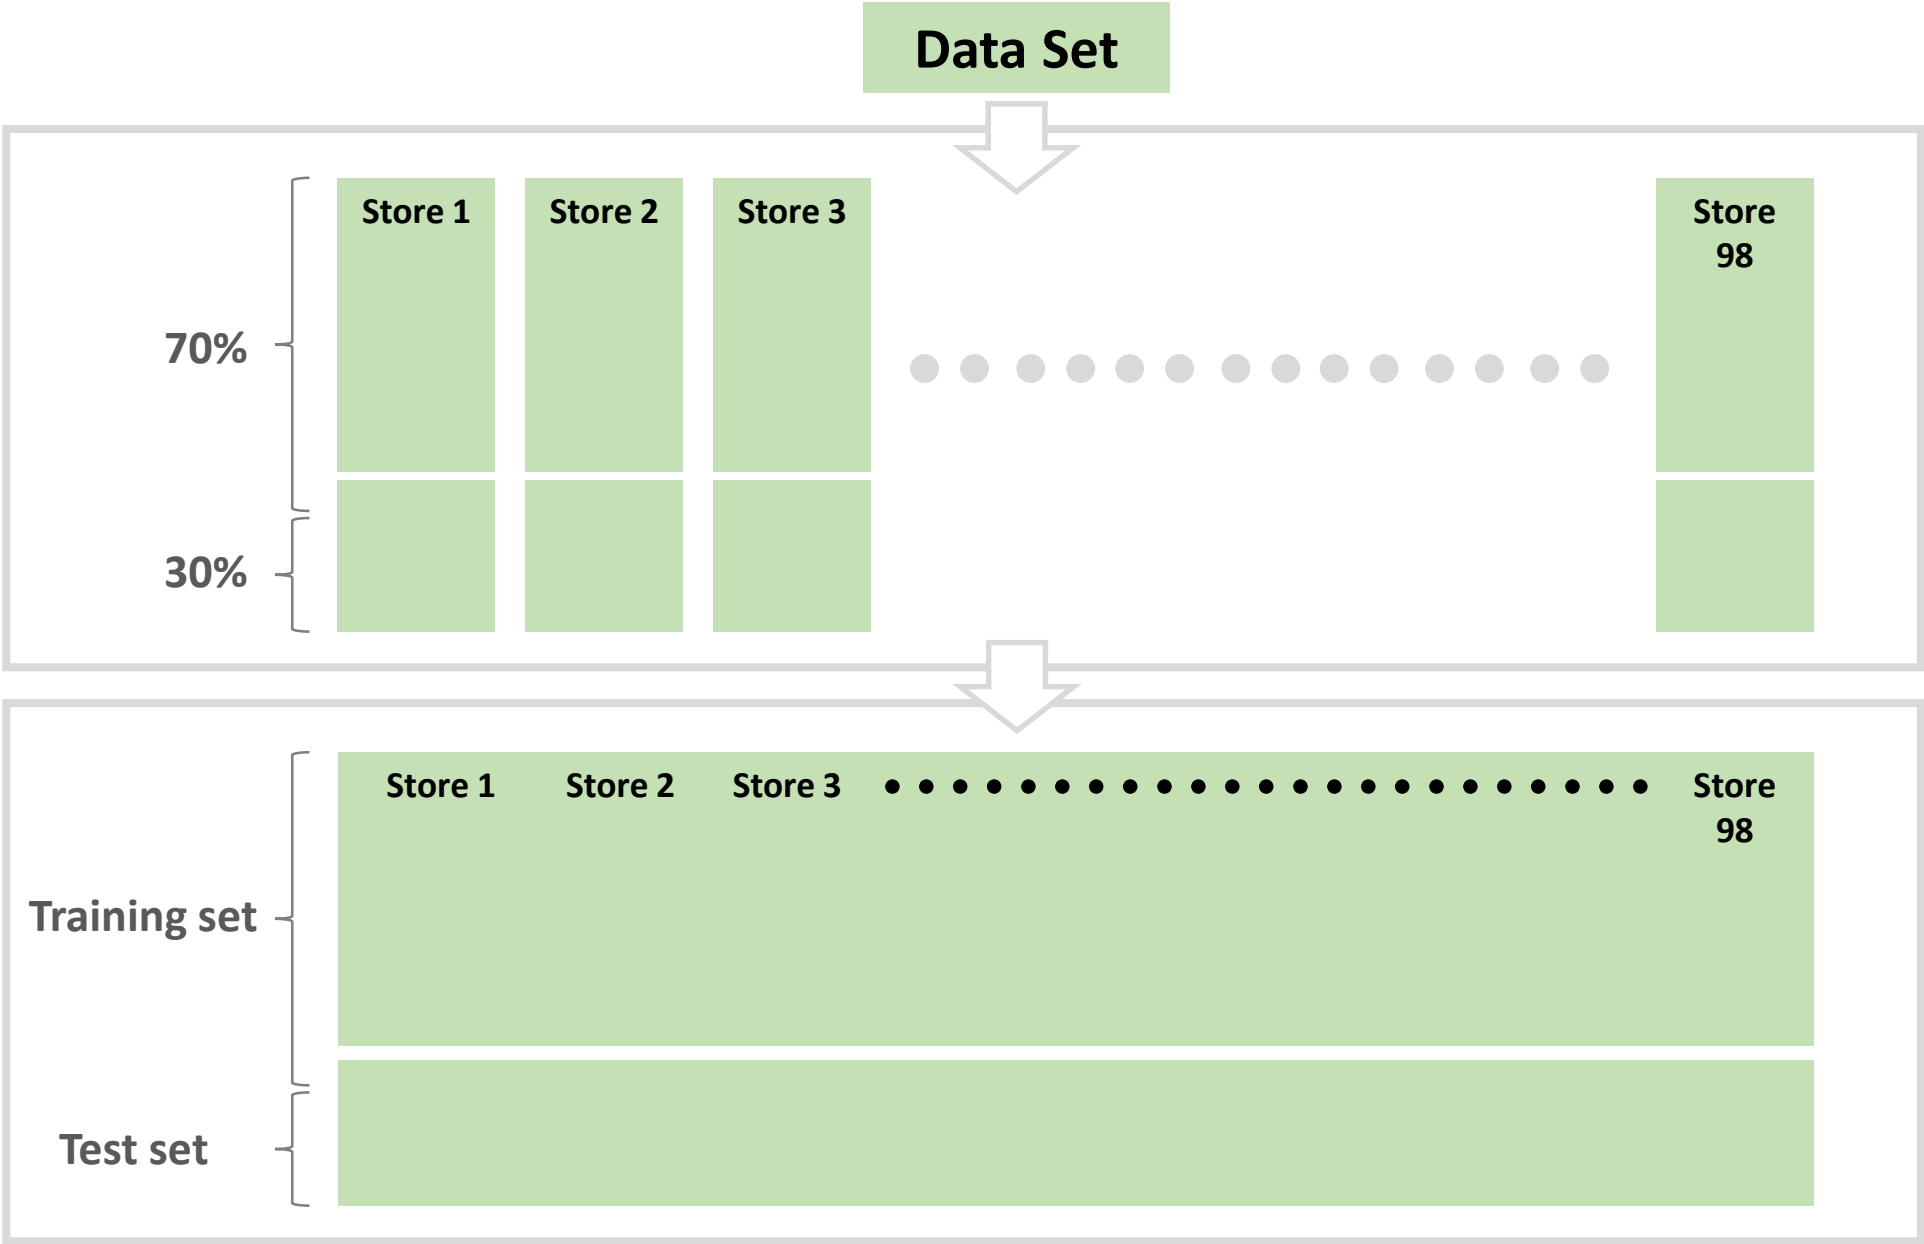 Data Set
Store 1
Store 2
Store 3
Store
98
70%
30%
Store 1
Store 2
Store 3
Store
98
Training set
Test set